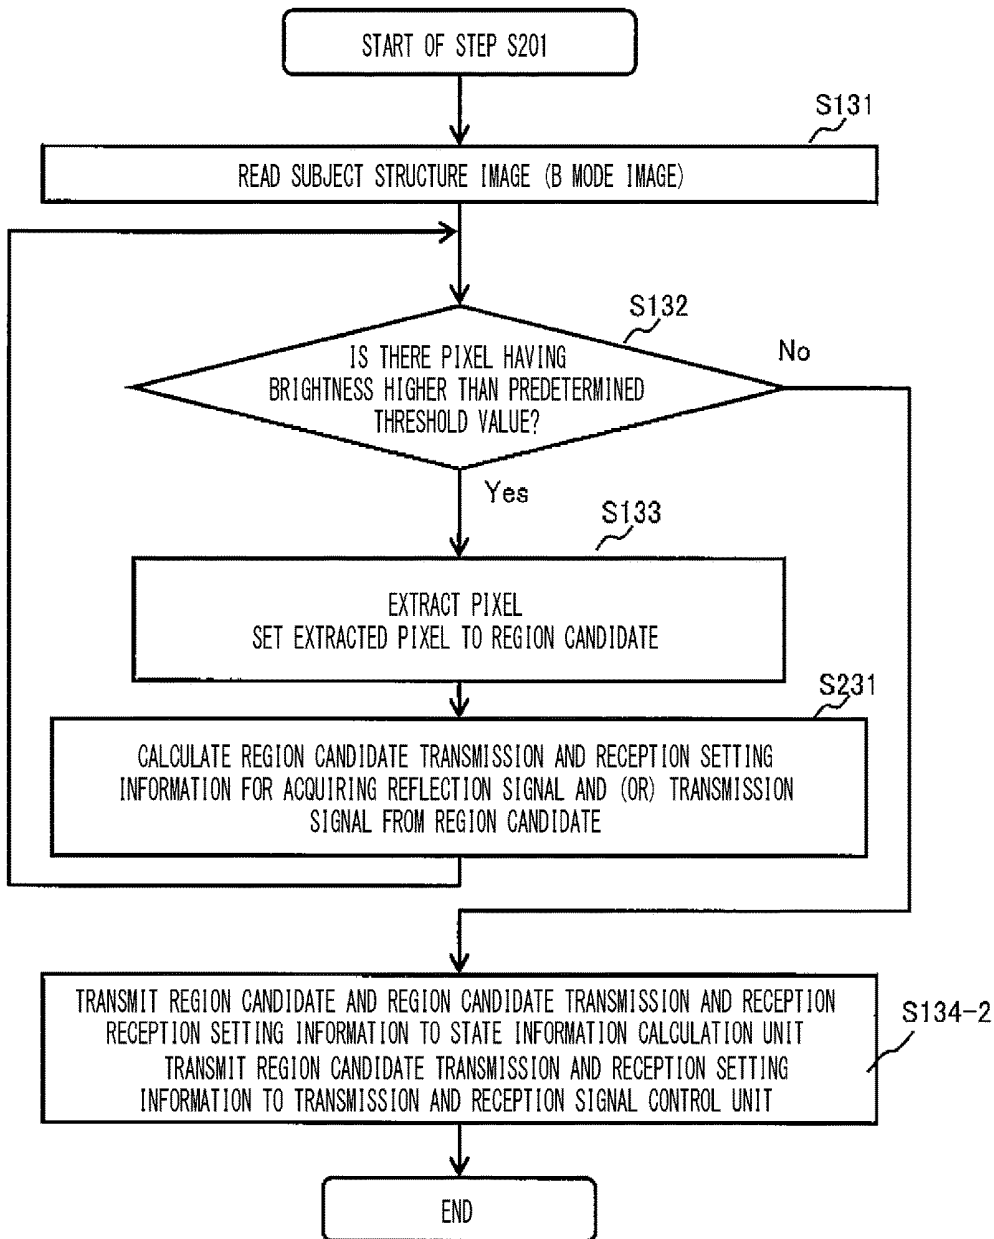 START OF STEP S201
S131
READ SUBJECT STRUCTURE IMAGE (B MODE IMAGE)
S132
IS THERE PIXEL HAVING
BRIGHTNESS HIGHER THAN PREDETERMINED
THRESHOLD VALUE?
No
Yes
S133
EXTRACT PIXEL
SET EXTRACTED PIXEL TO REGION CANDIDATE
S231
CALCULATE REGION CANDIDATE TRANSMISSION AND RECEPTION SETTING
INFORMATION FOR ACQUIRING REFLECTION SIGNAL AND (OR) TRANSMISSION
SIGNAL FROM REGION CANDIDATE
TRANSMIT REGION CANDIDATE AND REGION CANDIDATE TRANSMISSION AND RECEPTION
RECEPTION SETTING INFORMATION TO STATE INFORMATION CALCULATION UNIT
TRANSMIT REGION CANDIDATE TRANSMISSION AND RECEPTION SETTING
INFORMATION TO TRANSMISSION AND RECEPTION SIGNAL CONTROL UNIT
S134-2
END